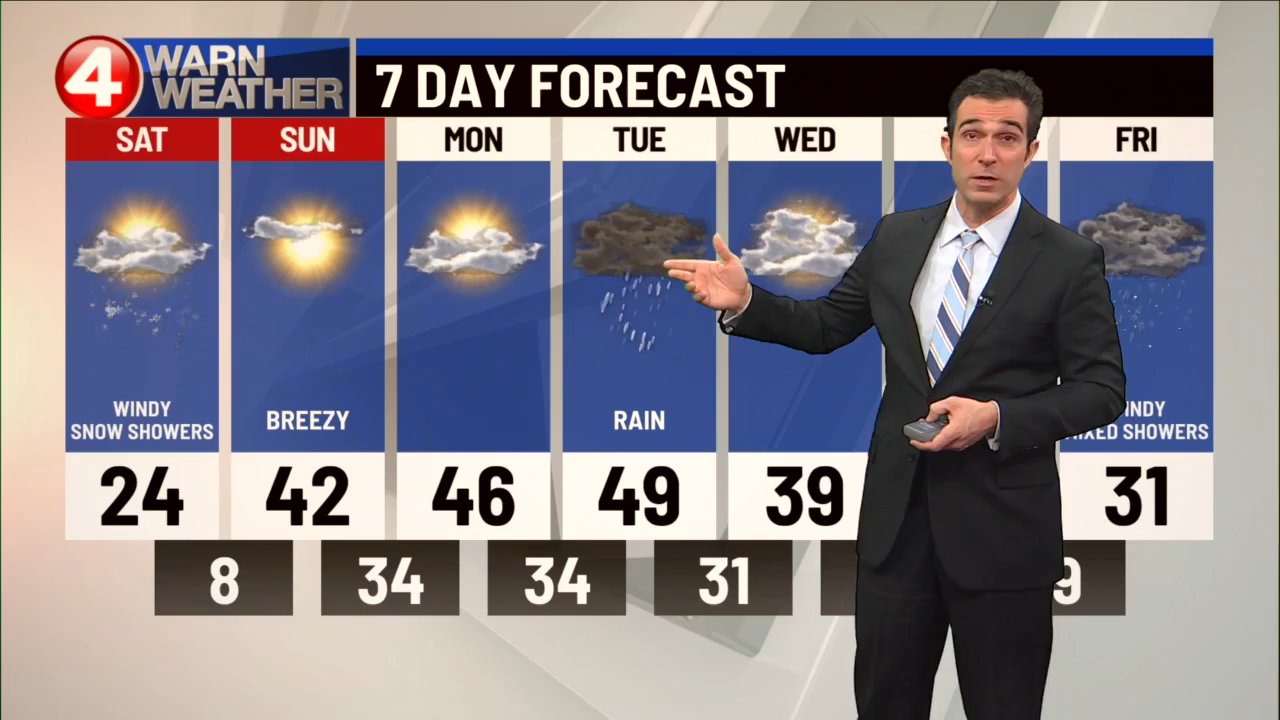 4 WARN
WEATHER
7 DAY FORECAST
SAT SUN MON TUE WED FRI
WINDY
SNOW SHOWERS
BREEZY
RAIN
SHOWERS
24 42 46 49 39 31
8 34 34 31